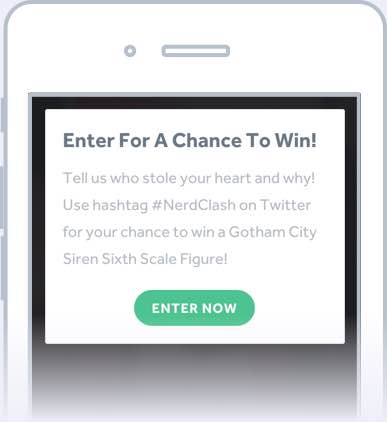 Enter For A Chance To Win!
Tell us who stole your heart and why!
Use hashtag #NerdClash on Twitter
for your chance to win a Gotham City
Siren Sixth Scale Figure!
ENTER NOW